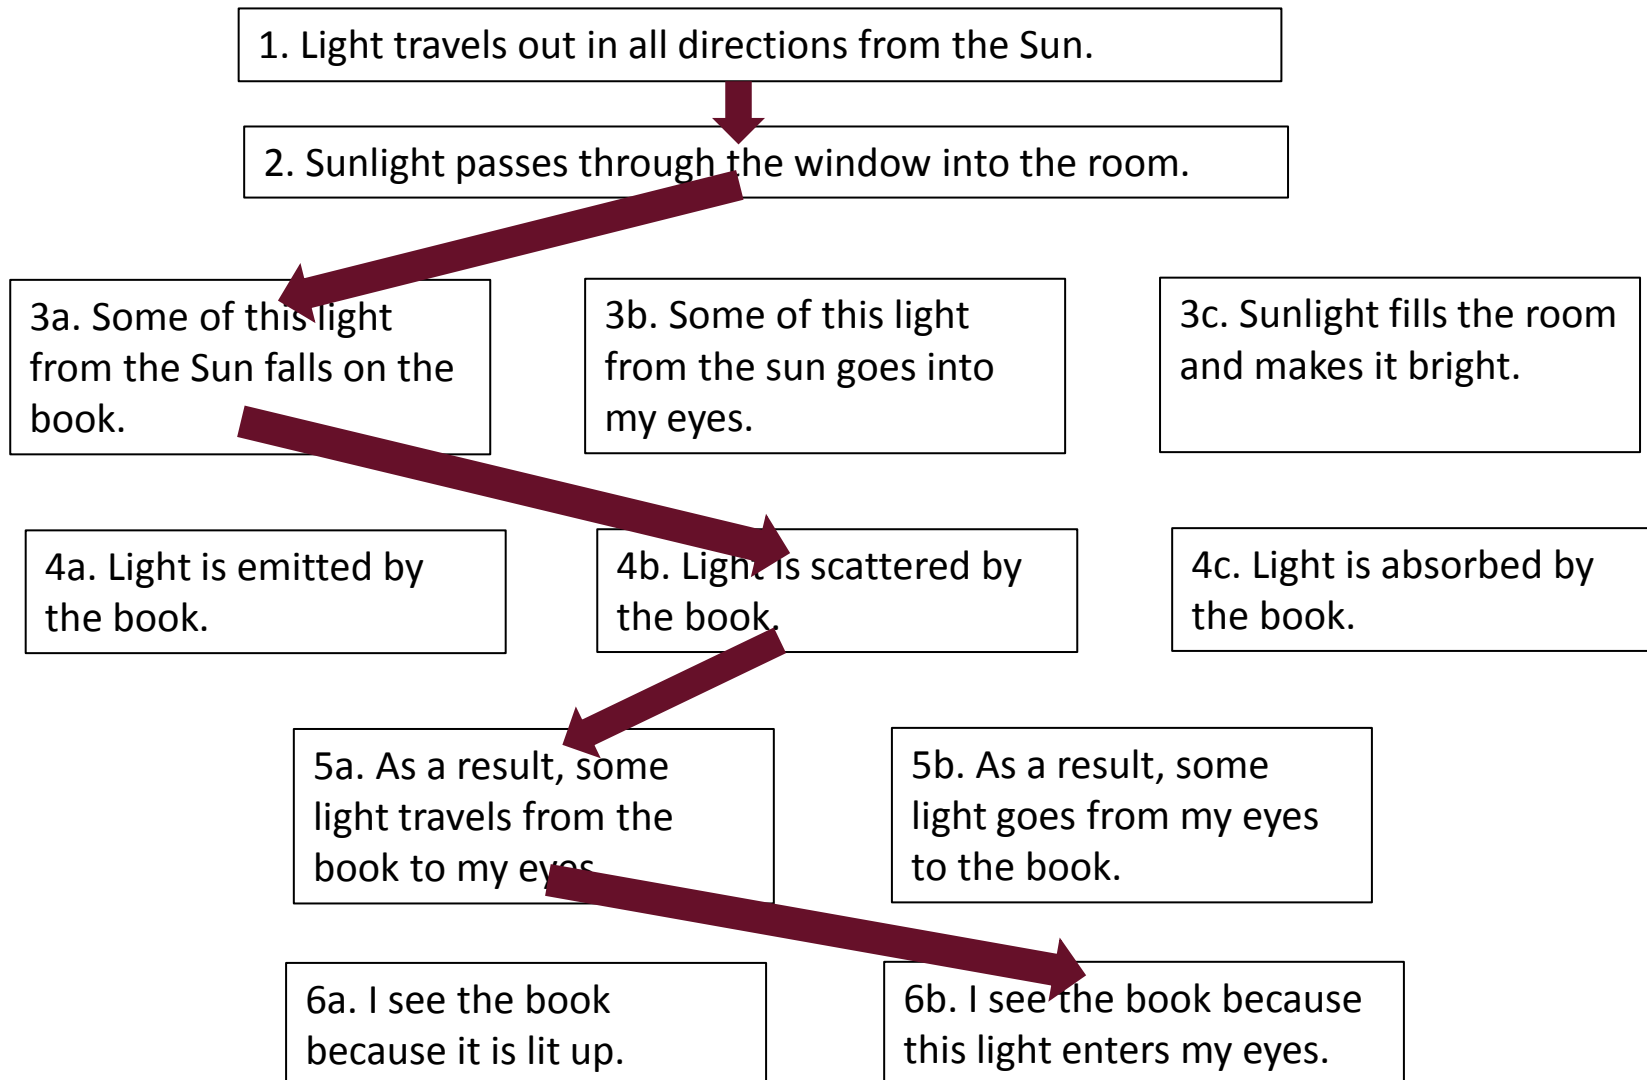 1. Light travels out in all directions from the Sun.
2. Sunlight passes through the window into the room.
3a. Some of this light
from the Sun falls on the
book.
3b. Some of this light
from the sun goes into
my eyes.
3c. Sunlight fills the room
and makes it bright.
4a. Light is emitted by
the book.
4b. Light is scattered by
the book.
4c. Light is absorbed by
the book.
5a. As a result, some
light travels from the
book to my eyes
5b. As a result, some
light goes from my eyes
to the book.
6a. I see the book
because it is lit up.
6b. I see the book because
this light enters my eyes.